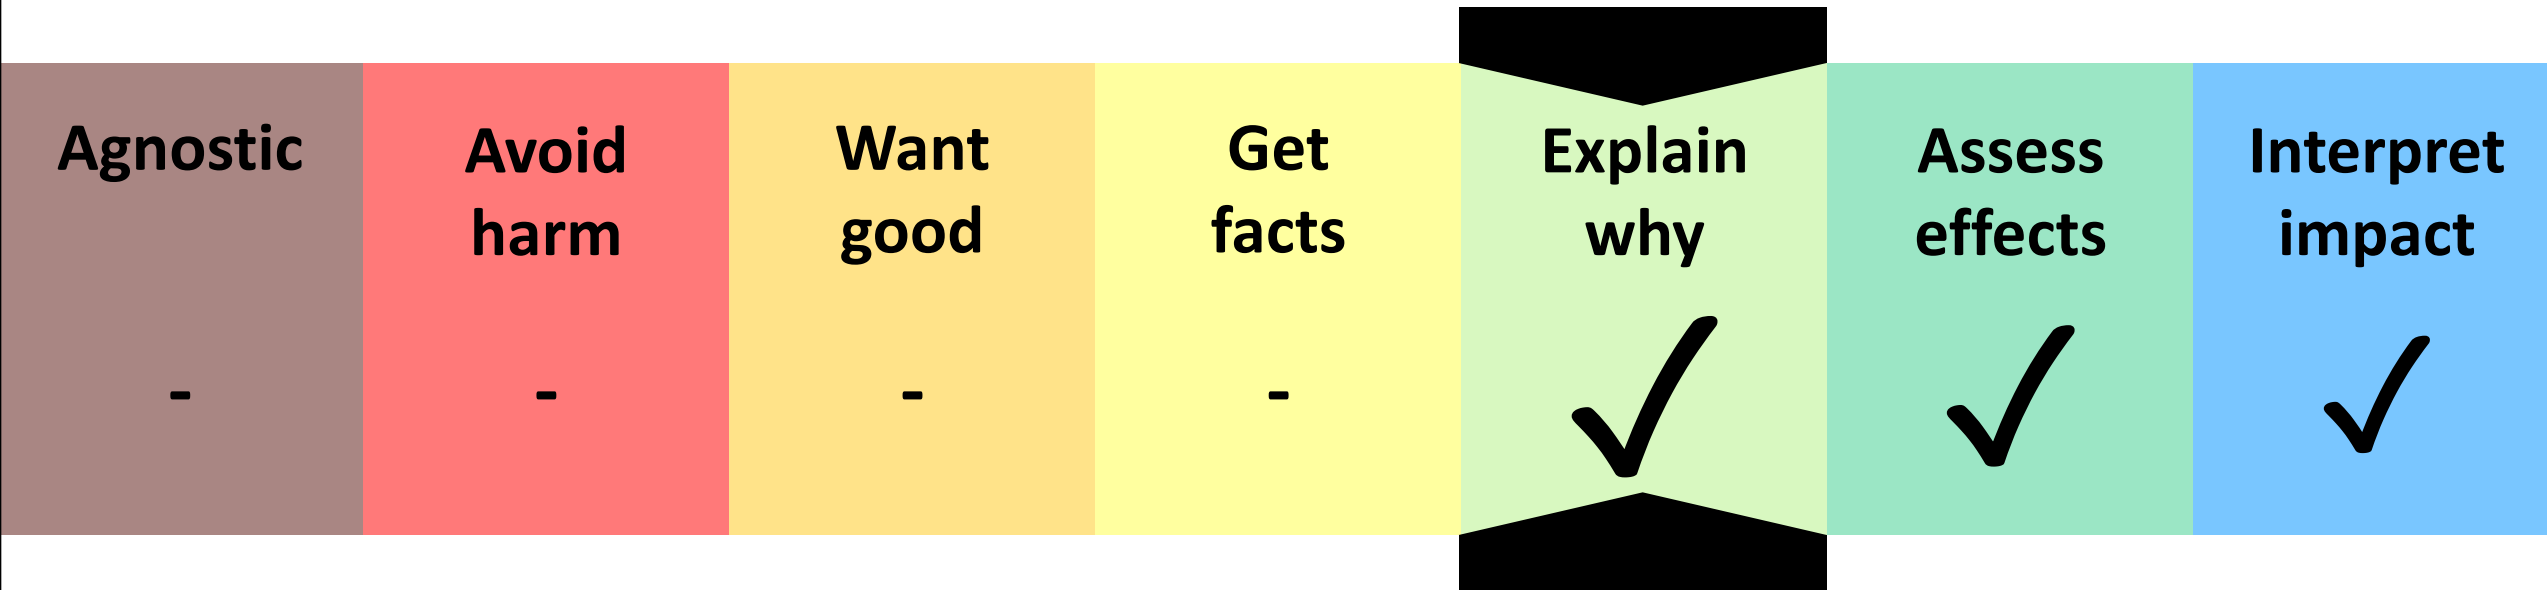 Agnostic
Avoid
harm
Want
good
Get
facts
Explain
why
Assess
effects
Interpret
impact
-
-
-
-
✓
✓
✓